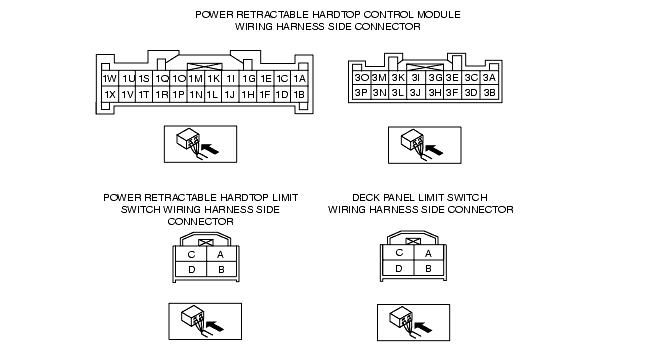 POWER RETRACTABLE HARDTOP CONTROL MODULE
WIRING HARNESS SIDE CONNECTOR
1W 1U 1S 1Q 1O 1M 1K 1I 1G 1E 1C 1A
1X 1V 1T 1R 1P 1N 1L 1J 1H 1F 1D 1B
3O 3M 3K 3I 3G 3E 3C 3A
3P 3N 3L 3J 3H 3F 3D 3B
POWER RETRACTABLE HARDTOP LIMIT
SWITCH WIRING HARNESS SIDE
CONNECTOR
C A
D B
DECK PANEL LIMIT SWITCH
WIRING HARNESS SIDE CONNECTOR
C A
D B